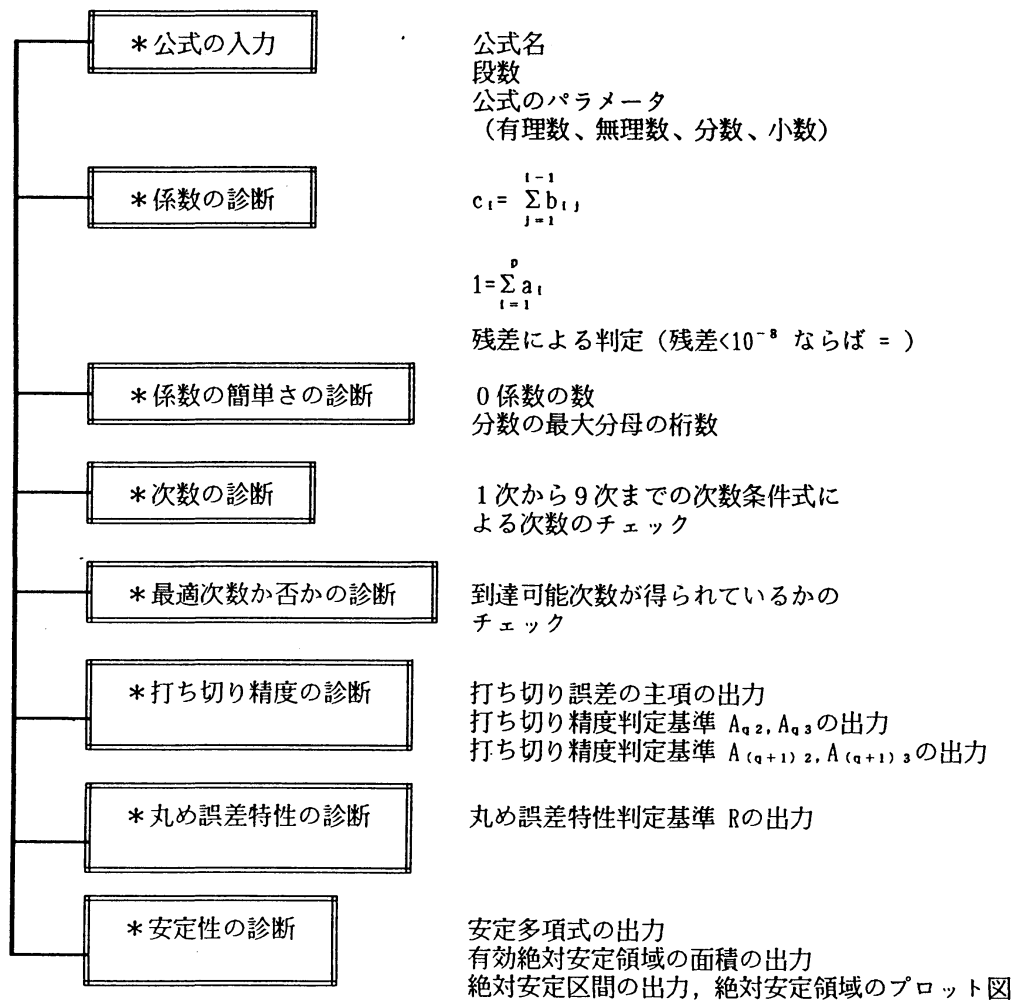 ＊公式の入力
公式名
段数
公式のパラメータ
（有理数、無理数、分数、小数）
＊係数の診断
c_i= Σ_{j=1}^{i-1} b_{ij}
1=Σ_{i=1}^{p} a_i
残差による判定（残差<10⁻⁸ ならば = ）
＊係数の簡単さの診断
0係数の数
分数の最大分母の桁数
＊次数の診断
1次から9次までの次数条件式に
よる次数のチェック
＊最適次数か否かの診断
到達可能次数が得られているかの
チェック
＊打ち切り精度の診断
打ち切り誤差の主項の出力
打ち切り精度判定基準 A_{q2}, A_{q3}の出力
打ち切り精度判定基準 A_{(q+1)2}, A_{(q+1)3}の出力
＊丸め誤差特性の診断
丸め誤差特性判定基準 Rの出力
＊安定性の診断
安定多項式の出力
有効絶対安定領域の面積の出力
絶対安定区間の出力, 絶対安定領域のプロット図